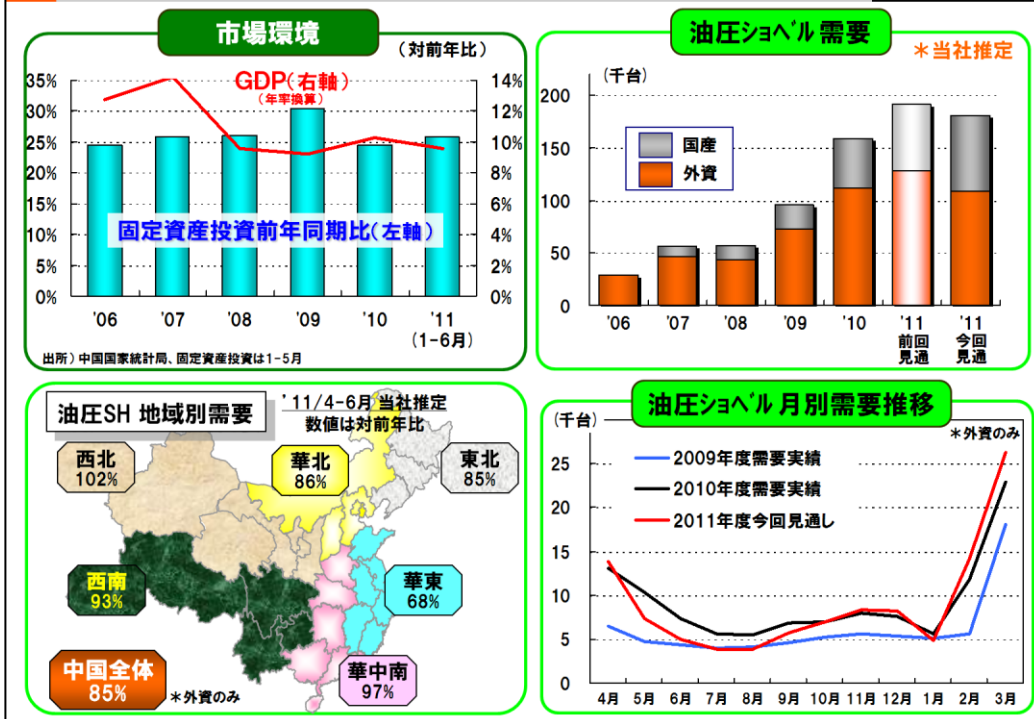 市場環境
(対前年比)
35%
30%
25%
20%
15%
10%
5%
0%
GDP(右軸)
(年率換算)
固定資産投資前年同期比(左軸)
14%
12%
10%
8%
6%
4%
2%
0%
'06 '07 '08 '09 '10 '11
(1-6月)
出所)中国国家統計局、固定資産投資は1-5月
油圧ショベル需要
*当社推定
(千台)
200
150
100
50
0
国産
外資
'06 '07 '08 '09 '10 '11 '11
前回 今回
見通 見通
油圧SH 地域別需要
'11/4-6月 当社推定
数値は対前年比
西北
102%
華北
86%
東北
85%
西南
93%
華東
68%
中国全体
85%
*外資のみ
華中南
97%
油圧ショベル 月別需要推移
(千台)
*外資のみ
25
20
15
10
5
0
2009年度需要実績
2010年度需要実績
2011年度今回見通し
4月 5月 6月 7月 8月 9月 10月 11月 12月 1月 2月 3月